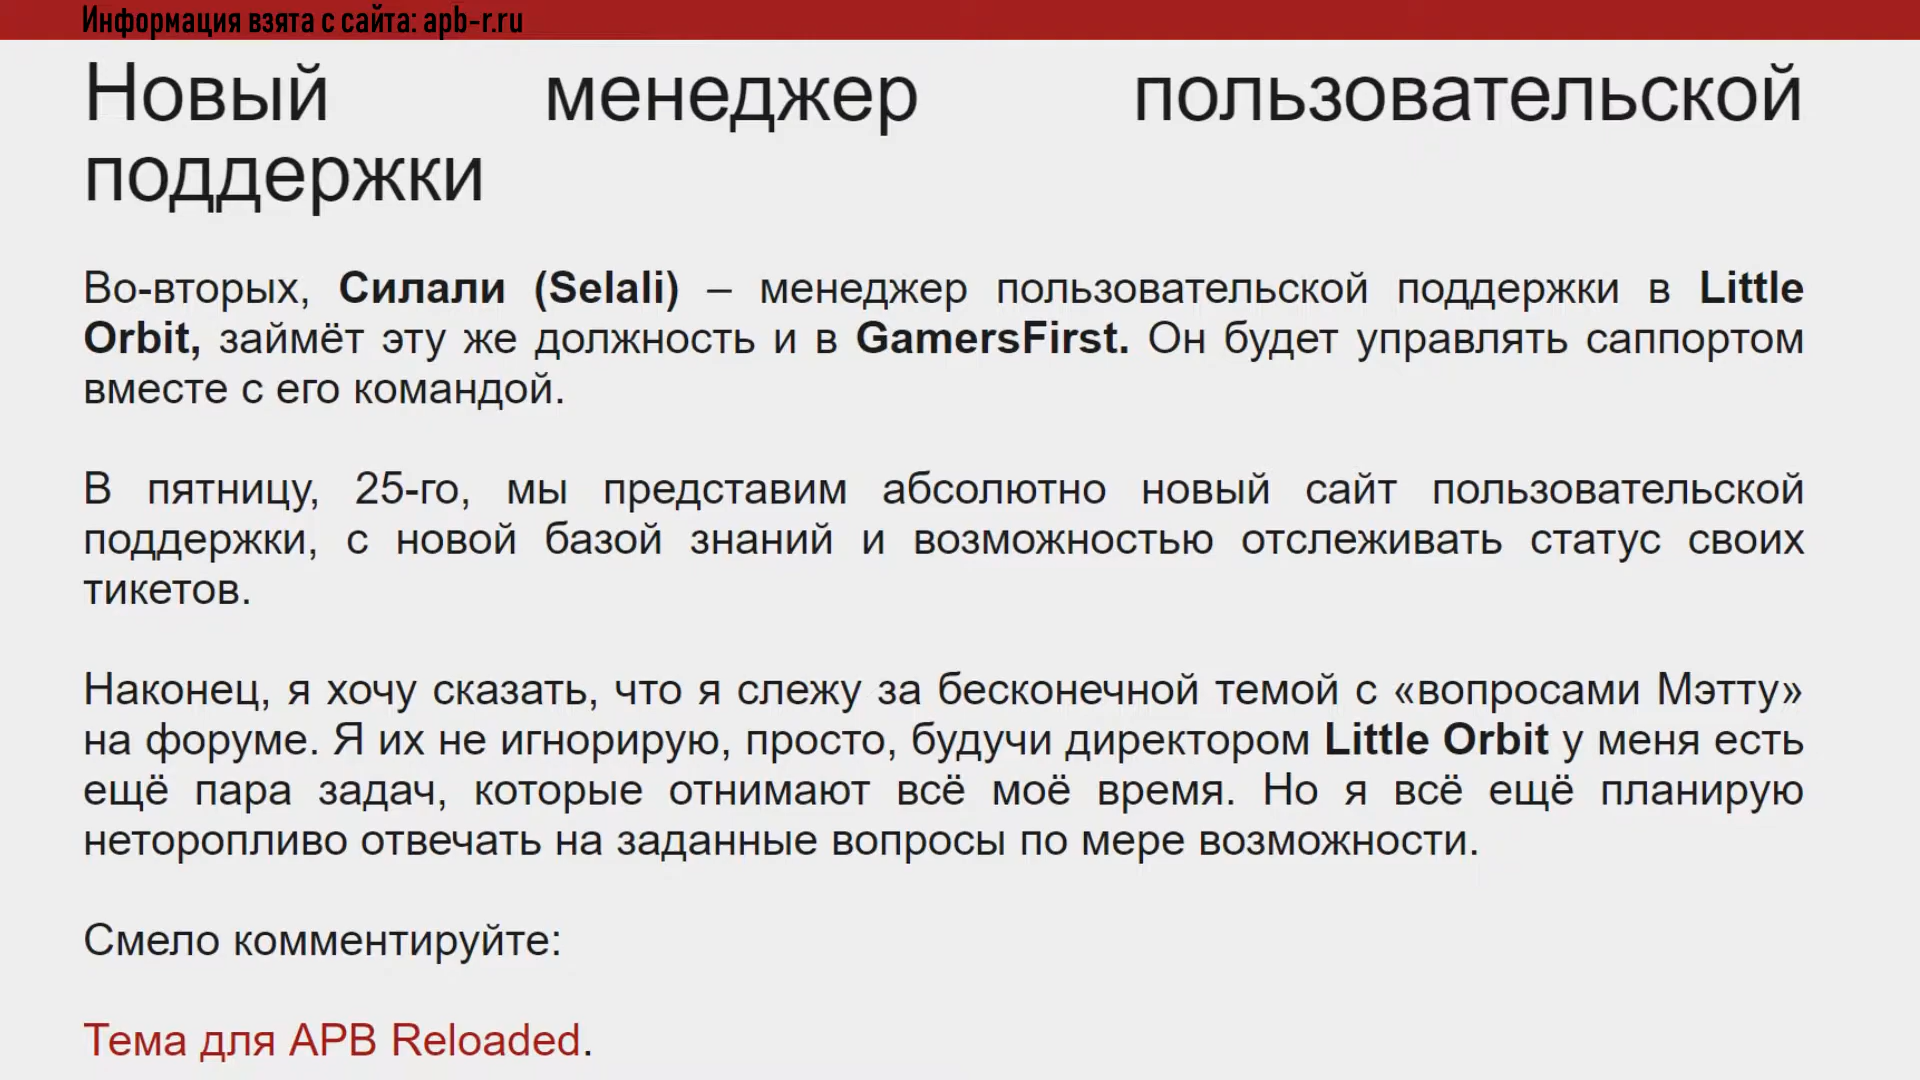 Информация взята с сайта: apb-r.ru
Новый менеджер пользовательской
поддержки
Во-вторых, Силали (Selali) – менеджер пользовательской поддержки в Little
Orbit, займёт эту же должность и в GamersFirst. Он будет управлять саппортом
вместе с его командой.
В пятницу, 25-го, мы представим абсолютно новый сайт пользовательской
поддержки, с новой базой знаний и возможностью отслеживать статус своих
тикетов.
Наконец, я хочу сказать, что я слежу за бесконечной темой с «вопросами Мэтту»
на форуме. Я их не игнорирую, просто, будучи директором Little Orbit у меня есть
ещё пара задач, которые отнимают всё моё время. Но я всё ещё планирую
неторопливо отвечать на заданные вопросы по мере возможности.
Смело комментируйте:
Тема для APB Reloaded.